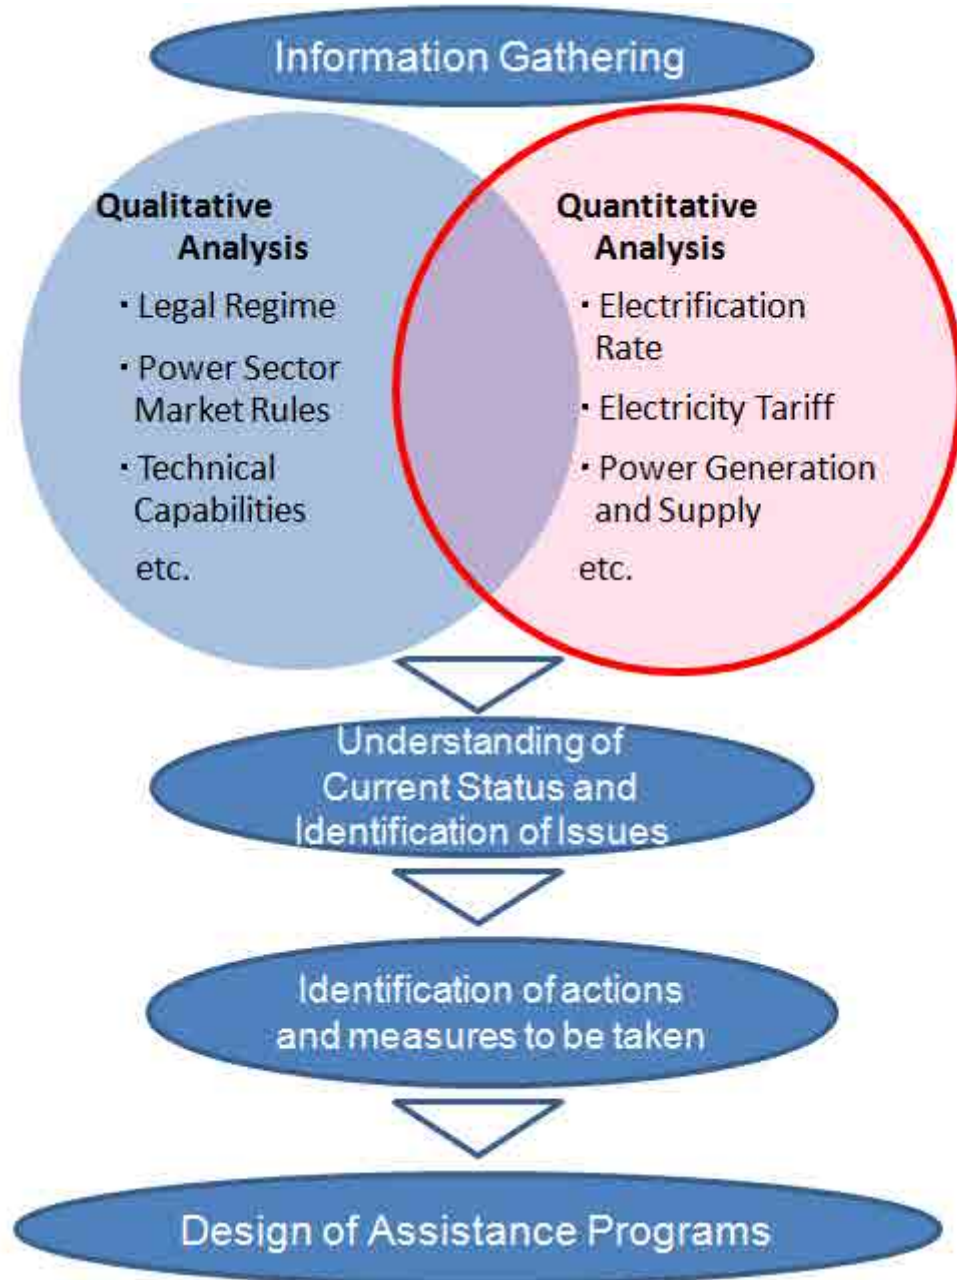 Information Gathering
Qualitative
Analysis
・Legal Regime
・Power Sector
Market Rules
・Technical
Capabilities
etc.
Quantitative
Analysis
・Electrification
Rate
・Electricity Tariff
・Power Generation
and Supply
etc.
Understanding of
Current Status and
Identification of Issues
Identification of actions
and measures to be taken
Design of Assistance Programs